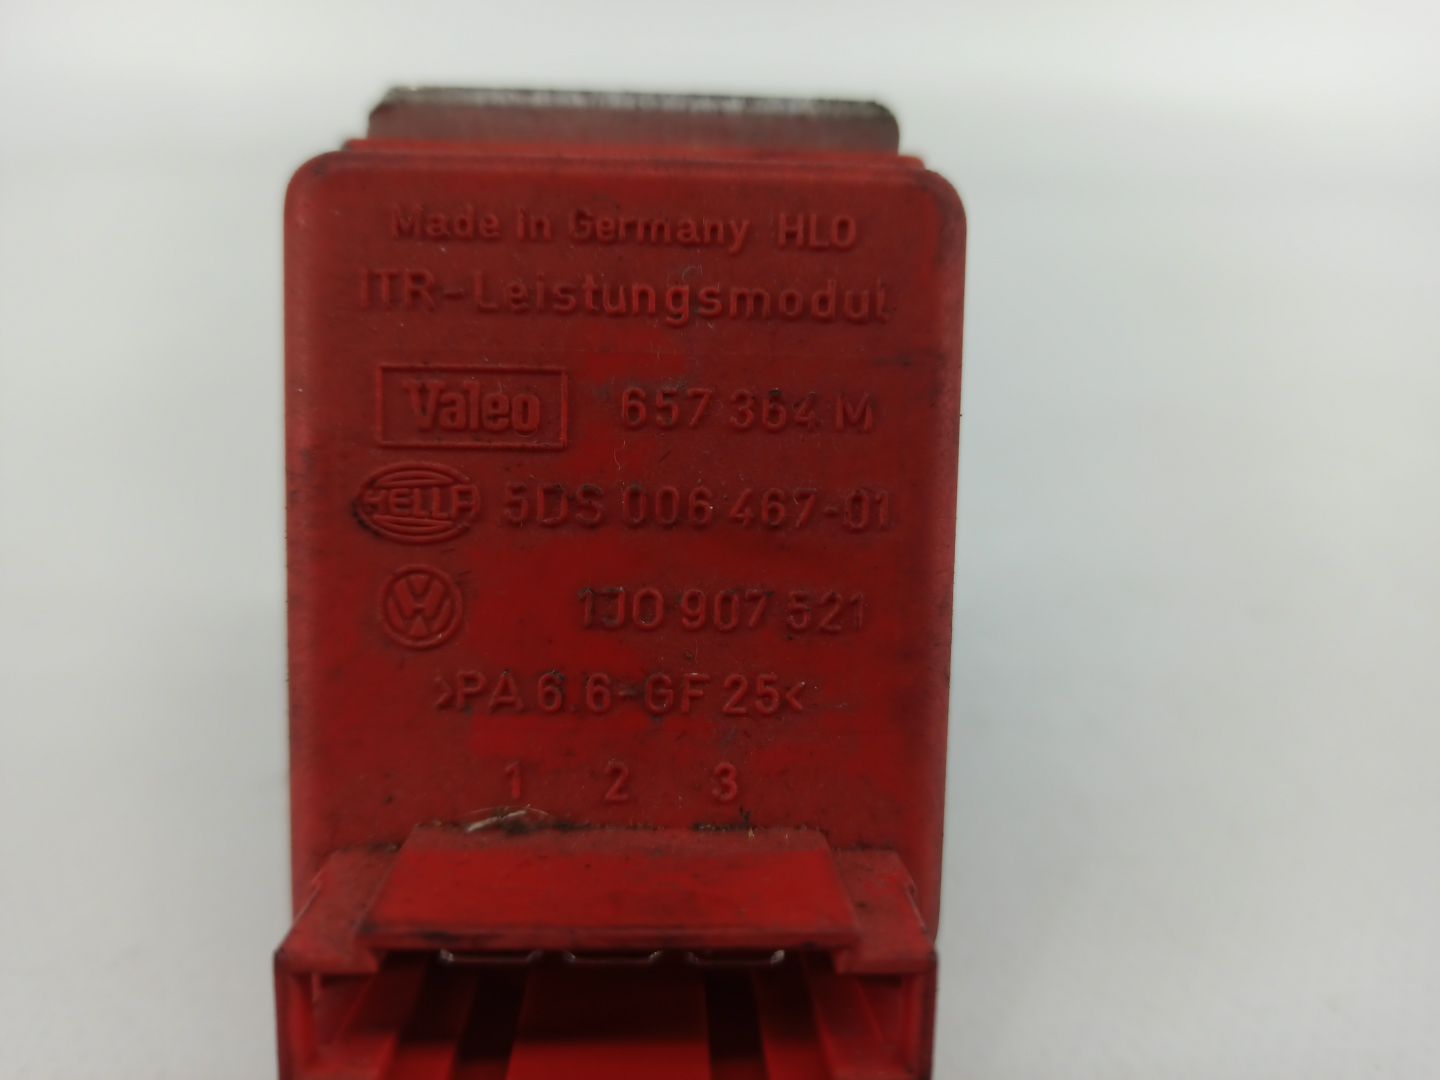 Made in Germany HLO
ITR-Leistungsmodul
Valeo 657 364 M
HELLA 5DS 006 467-01
VW 1J0 907 521
>PA 6.6-GF 25<
1 2 3